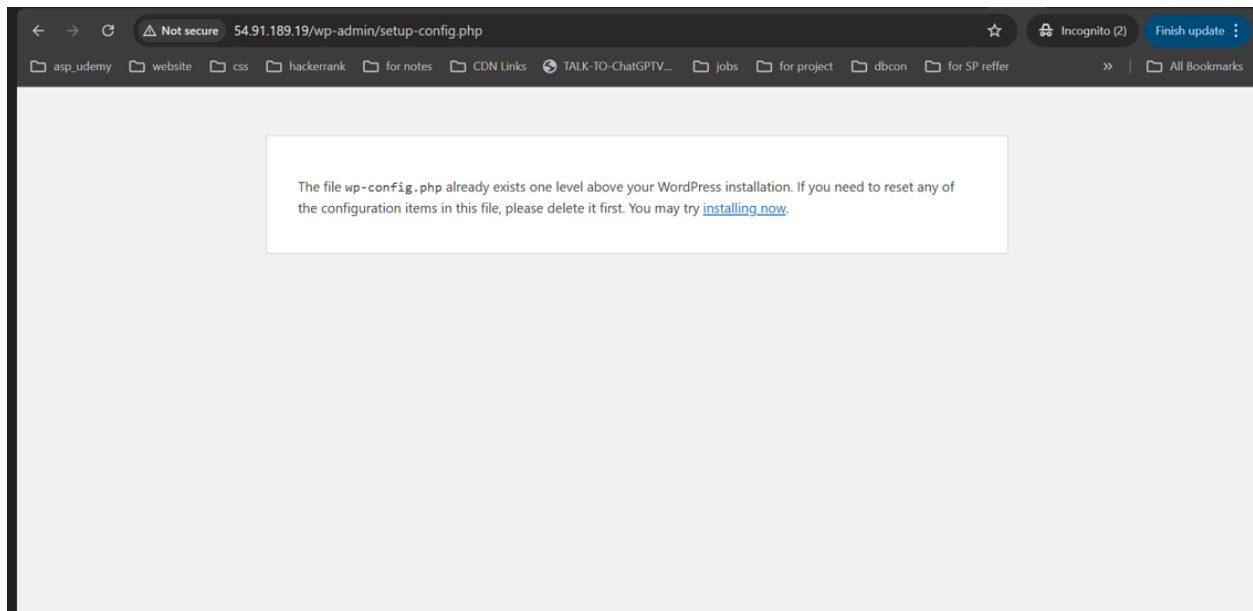 Not secure 54.91.189.19/wp-admin/setup-config.php Incognito (2) Finish update
asp_udemy website css hackerrank for notes CDN Links TALK-TO-ChatGPTV... jobs for project dbcon for SP reffer » All Bookmarks
The file wp-config.php already exists one level above your WordPress installation. If you need to reset any of
the configuration items in this file, please delete it first. You may try installing now.